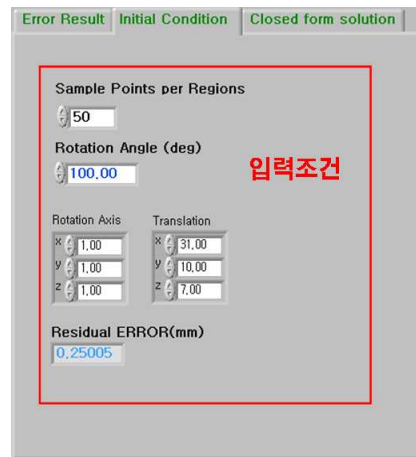 Error Result Initial Condition Closed form solution
Sample Points per Regions
50
Rotation Angle (deg)
100.00
입력조건
Rotation Axis Translation
x 1.00 x 31.00
y 1.00 y 10.00
z 1.00 z 7.00
Residual ERROR(mm)
0.25005